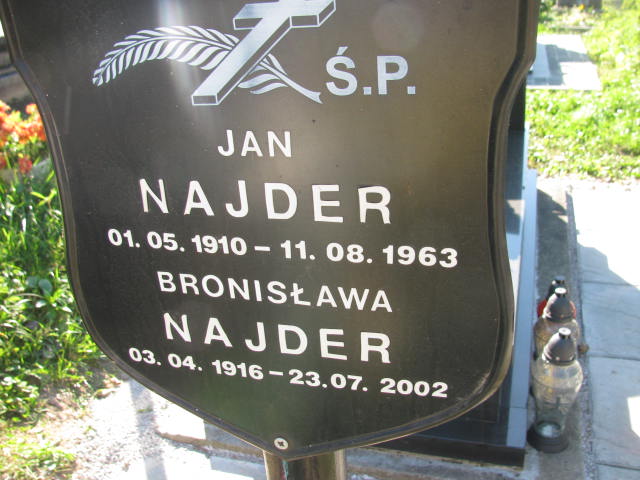 Ś.P.
JAN
NAJDER
01. 05. 1910 – 11. 08. 1963
BRONISŁAWA
NAJDER
03. 04. 1916 – 23. 07. 2002